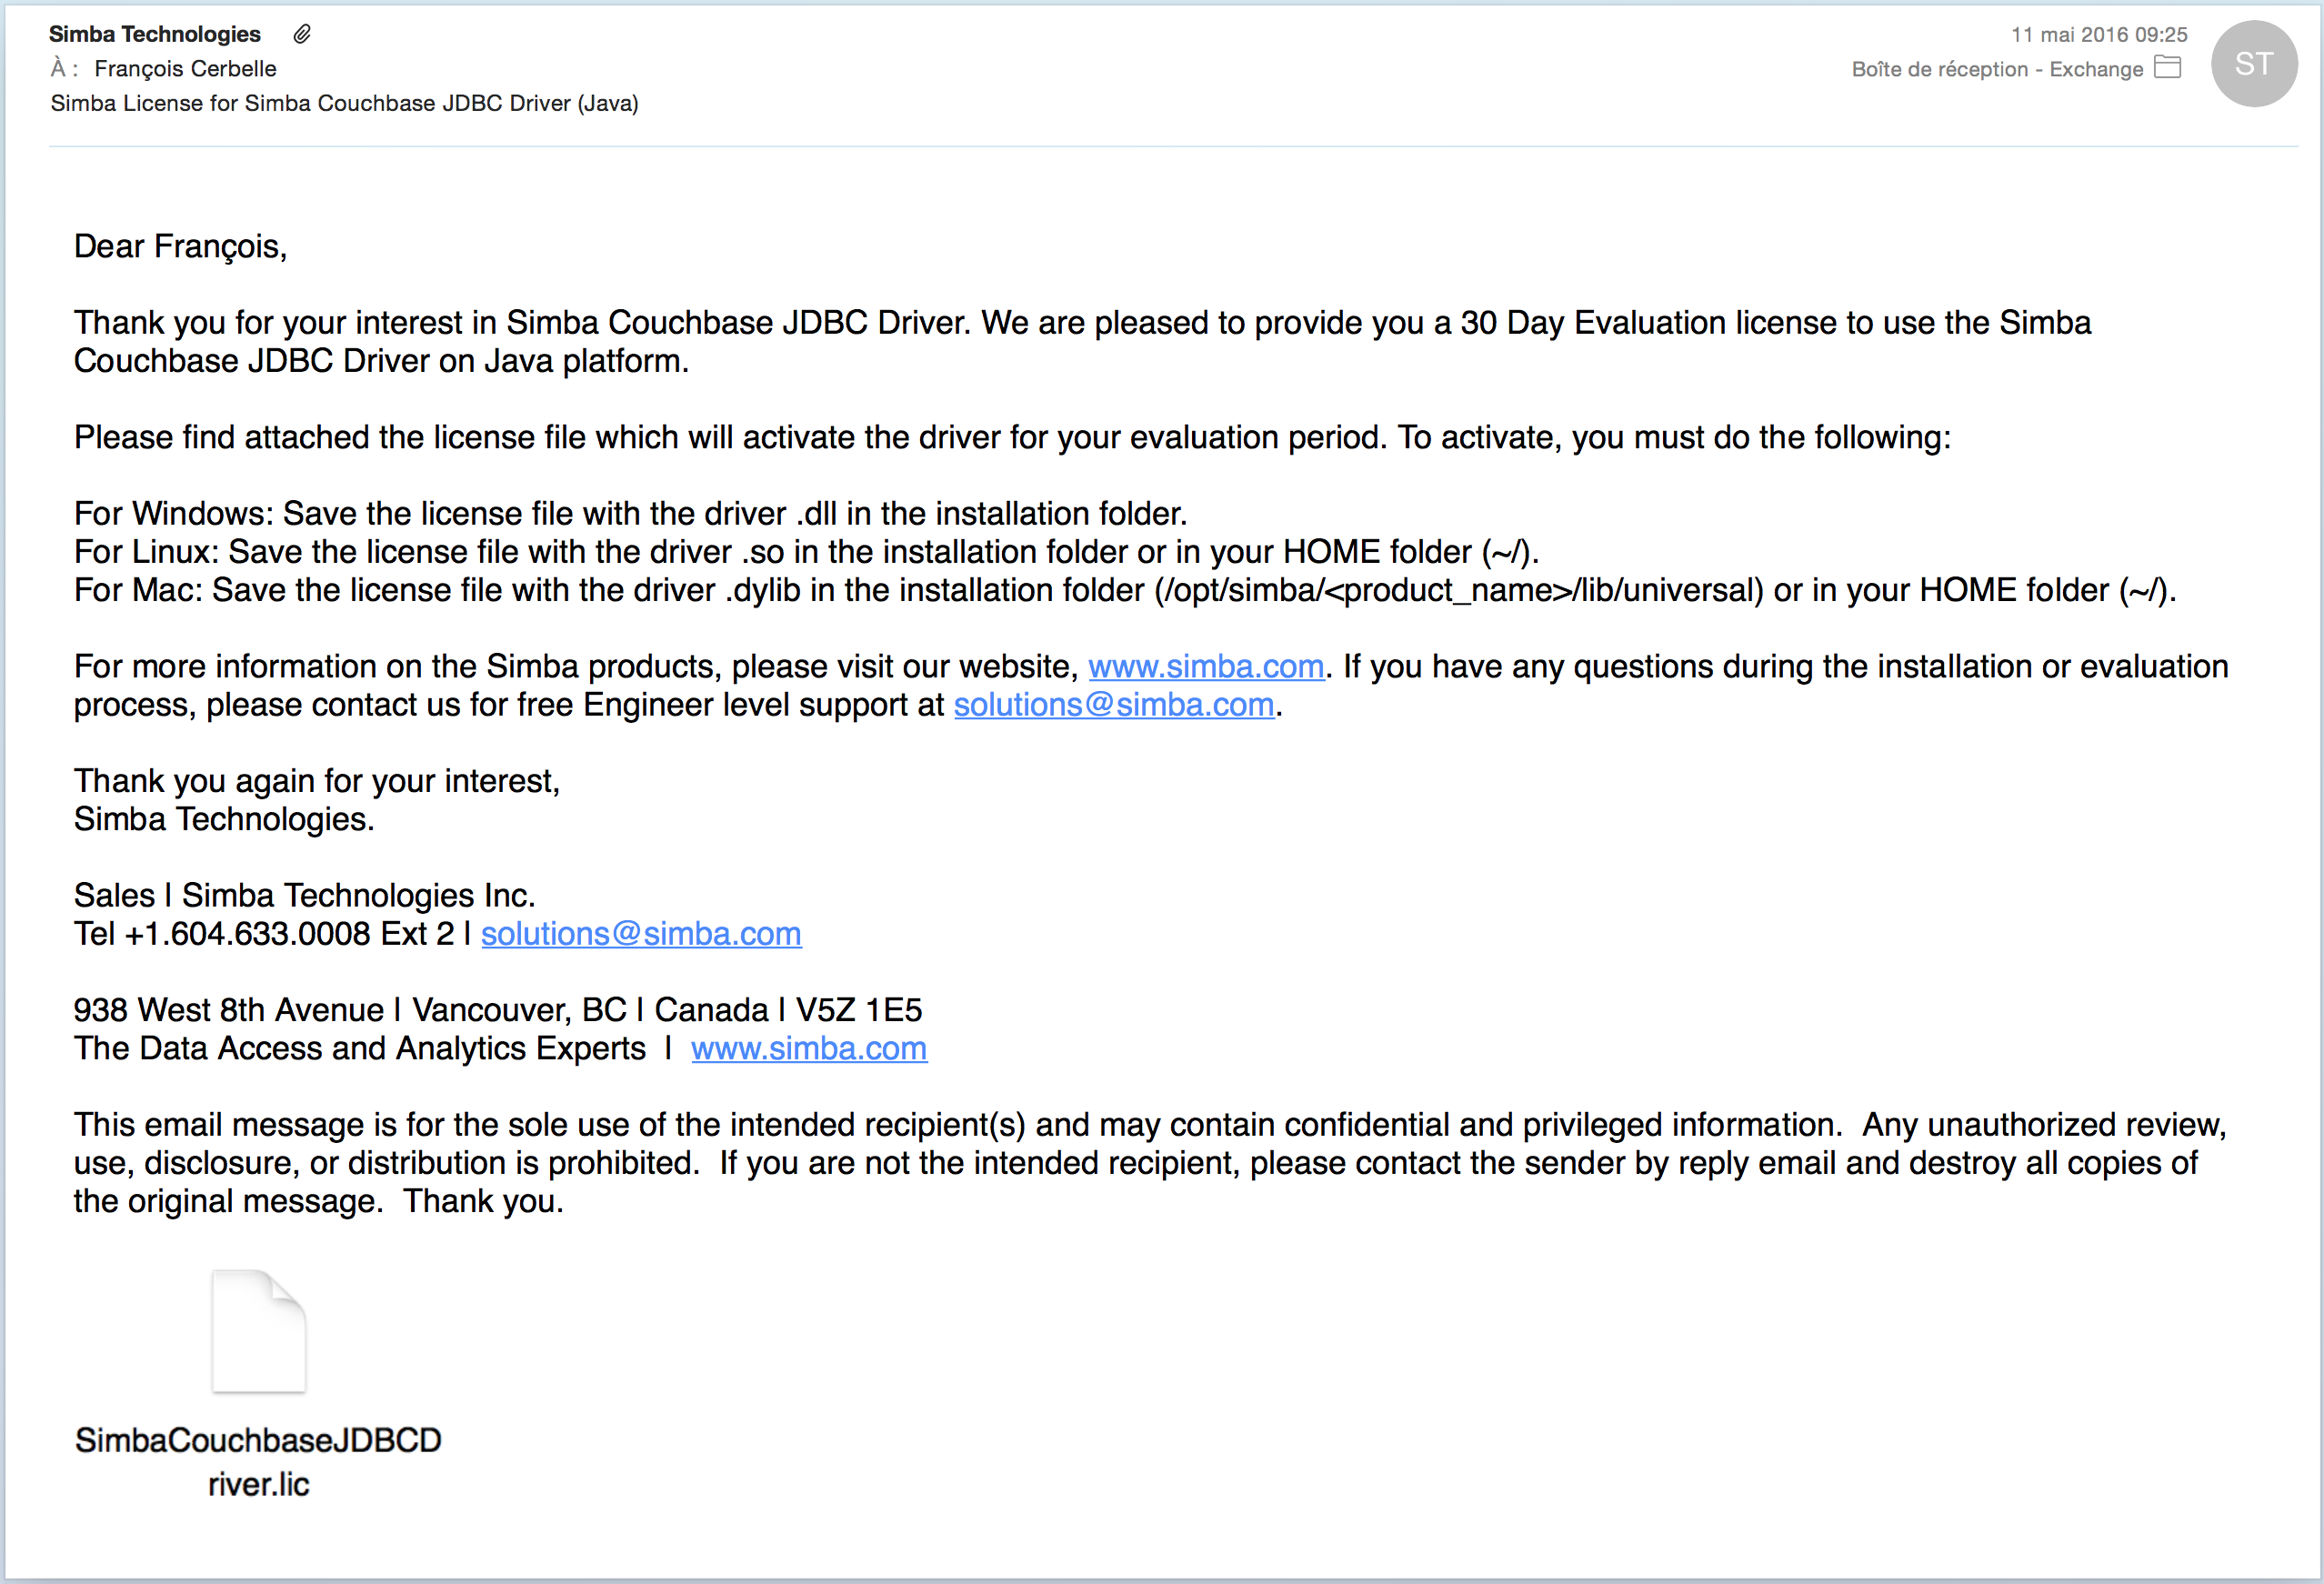 Simba Technologies
11 mai 2016 09:25
À : François Cerbelle
Boîte de réception - Exchange
ST
Simba License for Simba Couchbase JDBC Driver (Java)
Dear François,
Thank you for your interest in Simba Couchbase JDBC Driver. We are pleased to provide you a 30 Day Evaluation license to use the Simba
Couchbase JDBC Driver on Java platform.
Please find attached the license file which will activate the driver for your evaluation period. To activate, you must do the following:
For Windows: Save the license file with the driver .dll in the installation folder.
For Linux: Save the license file with the driver .so in the installation folder or in your HOME folder (~/).
For Mac: Save the license file with the driver .dylib in the installation folder (/opt/simba/<product_name>/lib/universal) or in your HOME folder (~/).
For more information on the Simba products, please visit our website, www.simba.com. If you have any questions during the installation or evaluation
process, please contact us for free Engineer level support at solutions@simba.com.
Thank you again for your interest,
Simba Technologies.
Sales | Simba Technologies Inc.
Tel +1.604.633.0008 Ext 2 | solutions@simba.com
938 West 8th Avenue | Vancouver, BC | Canada | V5Z 1E5
The Data Access and Analytics Experts  |  www.simba.com
This email message is for the sole use of the intended recipient(s) and may contain confidential and privileged information.  Any unauthorized review,
use, disclosure, or distribution is prohibited.  If you are not the intended recipient, please contact the sender by reply email and destroy all copies of
the original message.  Thank you.
SimbaCouchbaseJDBCD
river.lic